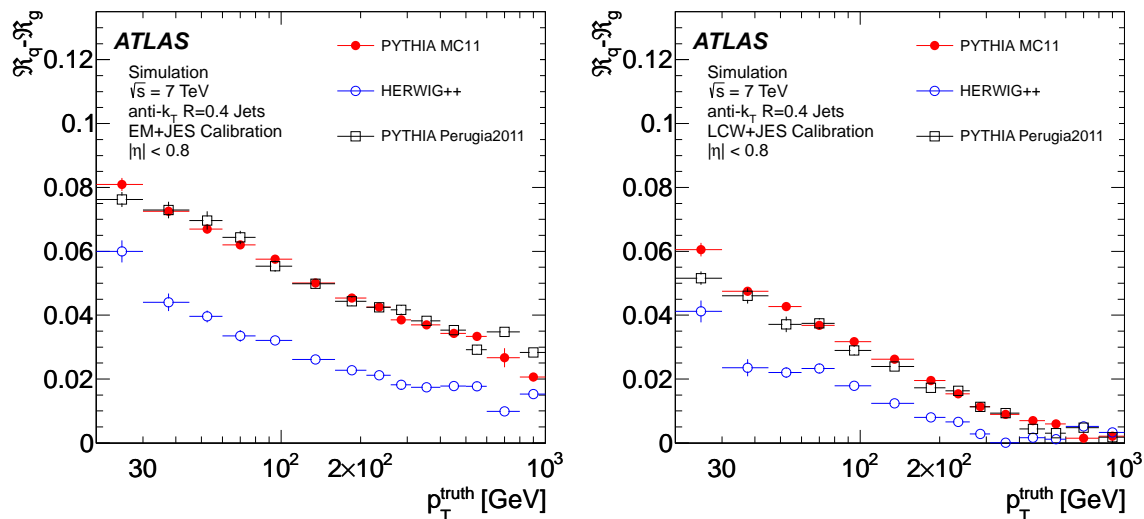 ℜq-ℜg
0.12
0.1
0.08
0.06
0.04
0.02
0
ATLAS
Simulation
√s = 7 TeV
anti-kT R=0.4 Jets
EM+JES Calibration
|η| < 0.8
PYTHIA MC11
HERWIG++
PYTHIA Perugia2011
30
10²
2×10²
10³
pTtruth [GeV]
ℜq-ℜg
0.12
0.1
0.08
0.06
0.04
0.02
0
ATLAS
Simulation
√s = 7 TeV
anti-kT R=0.4 Jets
LCW+JES Calibration
|η| < 0.8
PYTHIA MC11
HERWIG++
PYTHIA Perugia2011
30
10²
2×10²
10³
pTtruth [GeV]